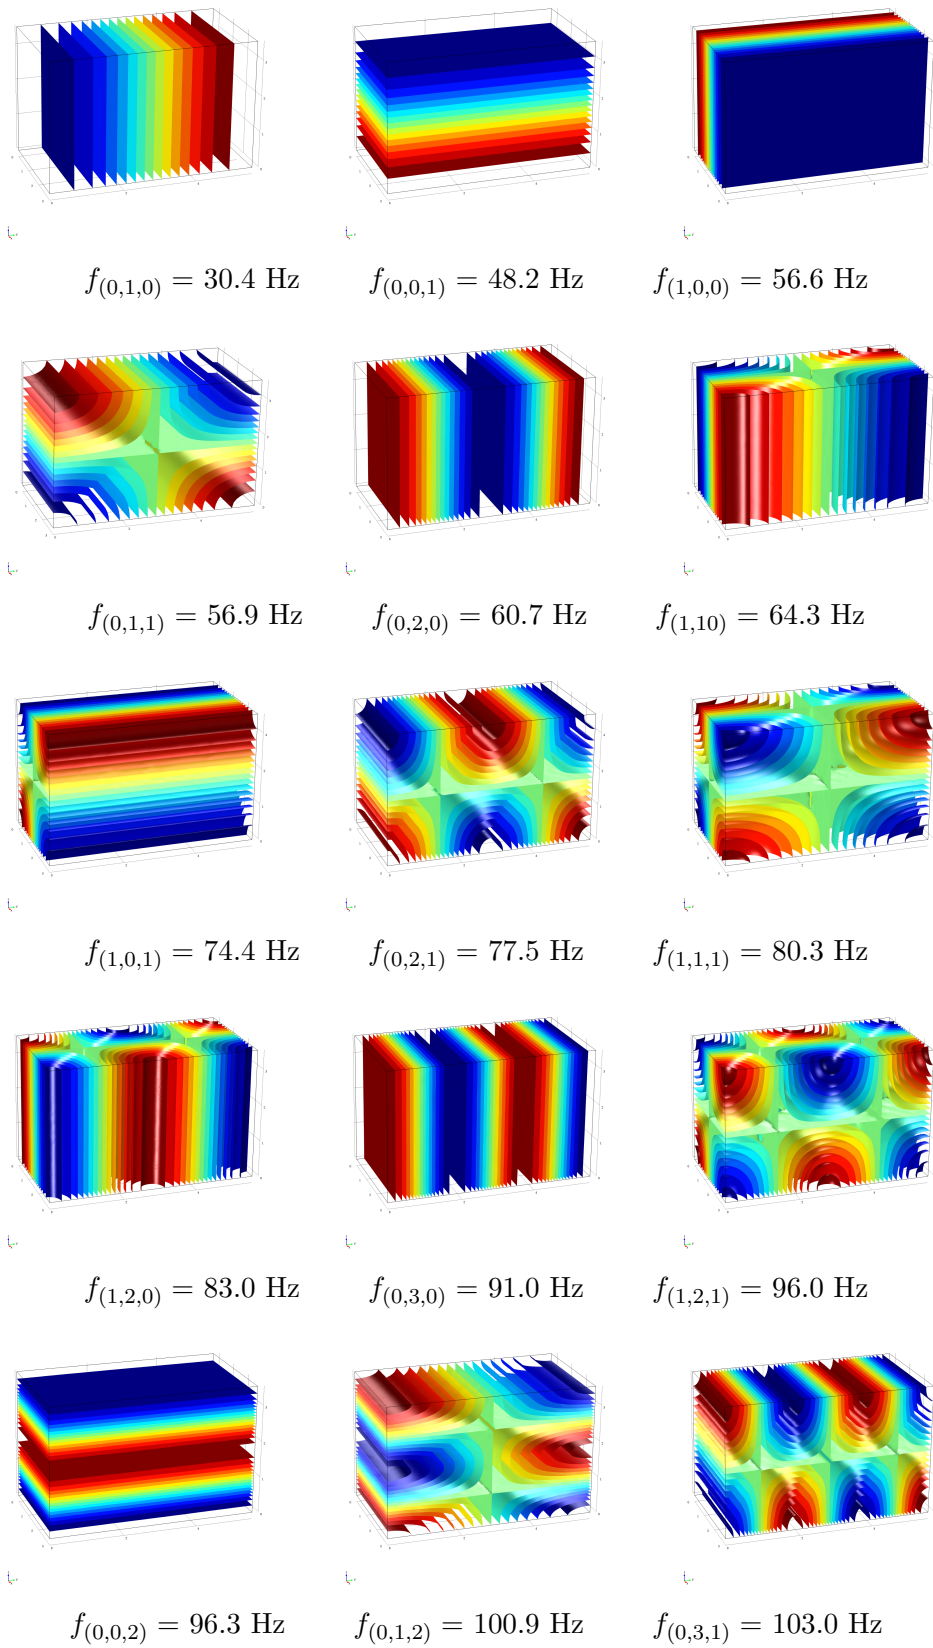 f(0,1,0) = 30.4 Hz f(0,0,1) = 48.2 Hz f(1,0,0) = 56.6 Hz
f(0,1,1) = 56.9 Hz f(0,2,0) = 60.7 Hz f(1,10) = 64.3 Hz
f(1,0,1) = 74.4 Hz f(0,2,1) = 77.5 Hz f(1,1,1) = 80.3 Hz
f(1,2,0) = 83.0 Hz f(0,3,0) = 91.0 Hz f(1,2,1) = 96.0 Hz
f(0,0,2) = 96.3 Hz f(0,1,2) = 100.9 Hz f(0,3,1) = 103.0 Hz